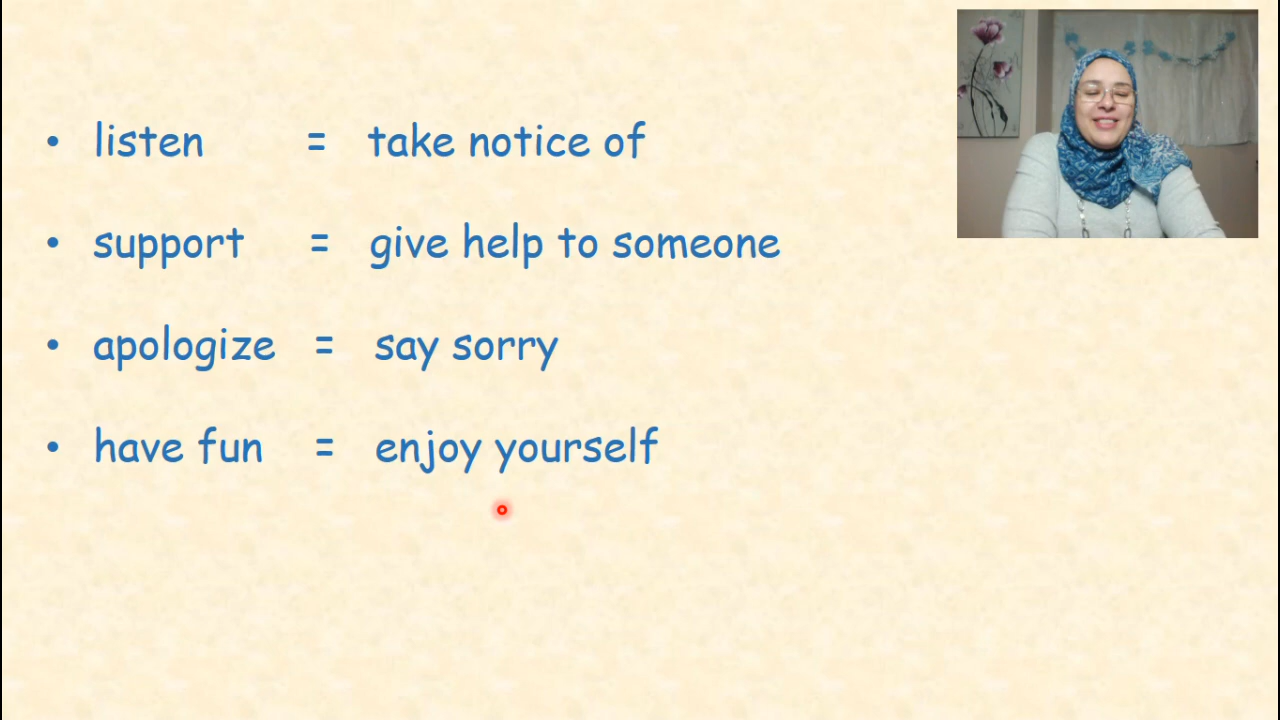 • listen = take notice of
• support = give help to someone
• apologize = say sorry
• have fun = enjoy yourself